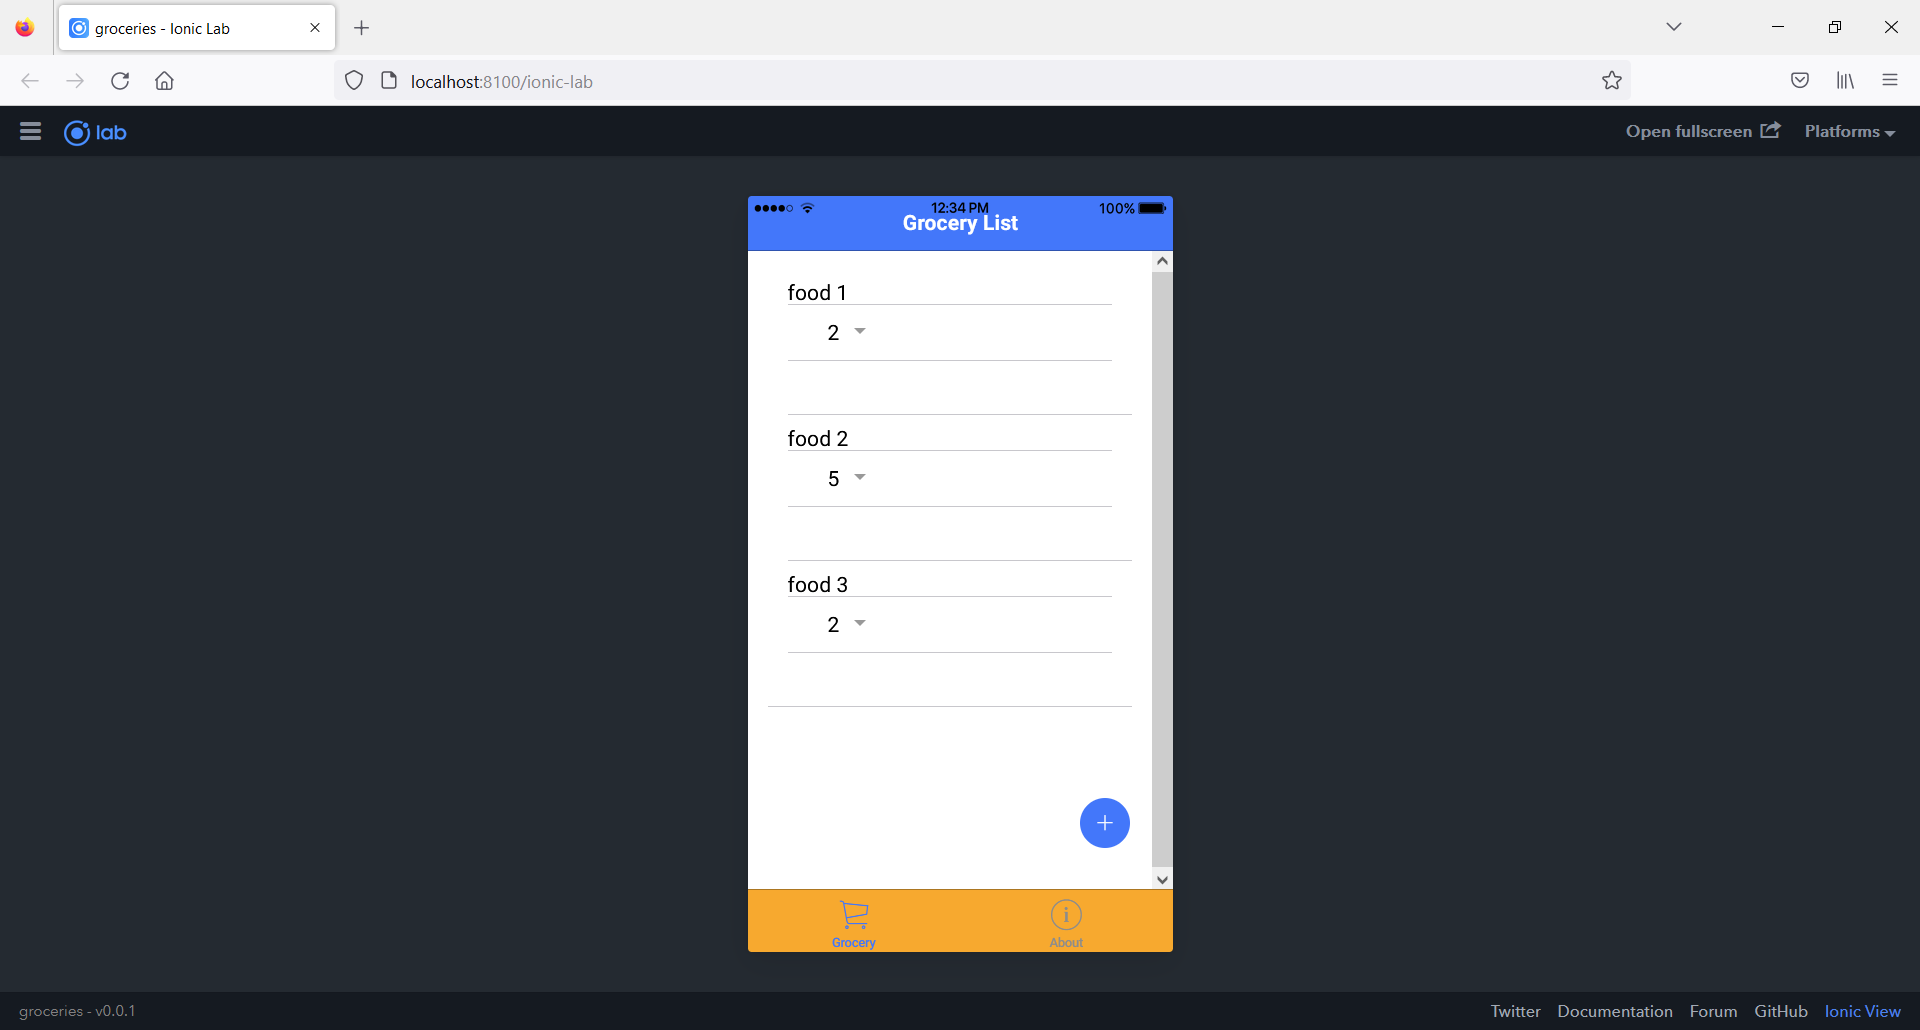 groceries - Ionic Lab
localhost:8100/ionic-lab
lab
Open fullscreen
Platforms
12:34 PM
100%
Grocery List
food 1
2
food 2
5
food 3
2
Grocery
About
groceries - v0.0.1
Twitter Documentation Forum GitHub Ionic View